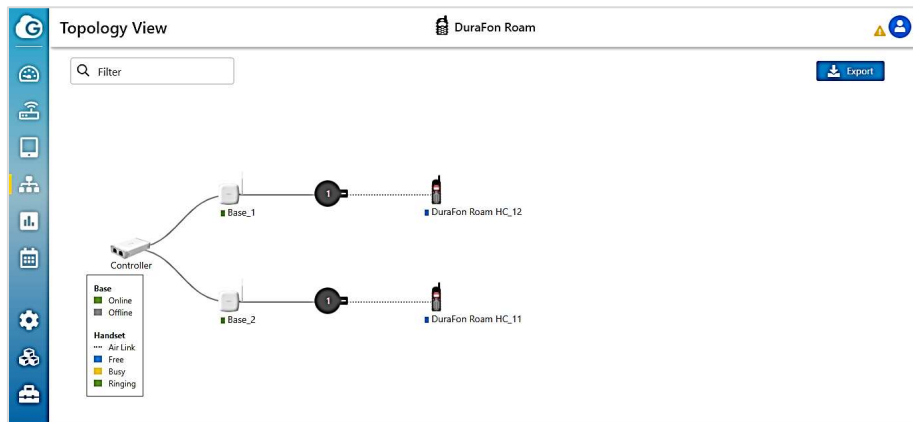 G
Topology View
DuraFon Roam
Filter
Export
1
Base_1
DuraFon Roam HC_12
Controller
1
Base_2
DuraFon Roam HC_11
Base
Online
Offline
Handset
Air Link
Free
Busy
Ringing